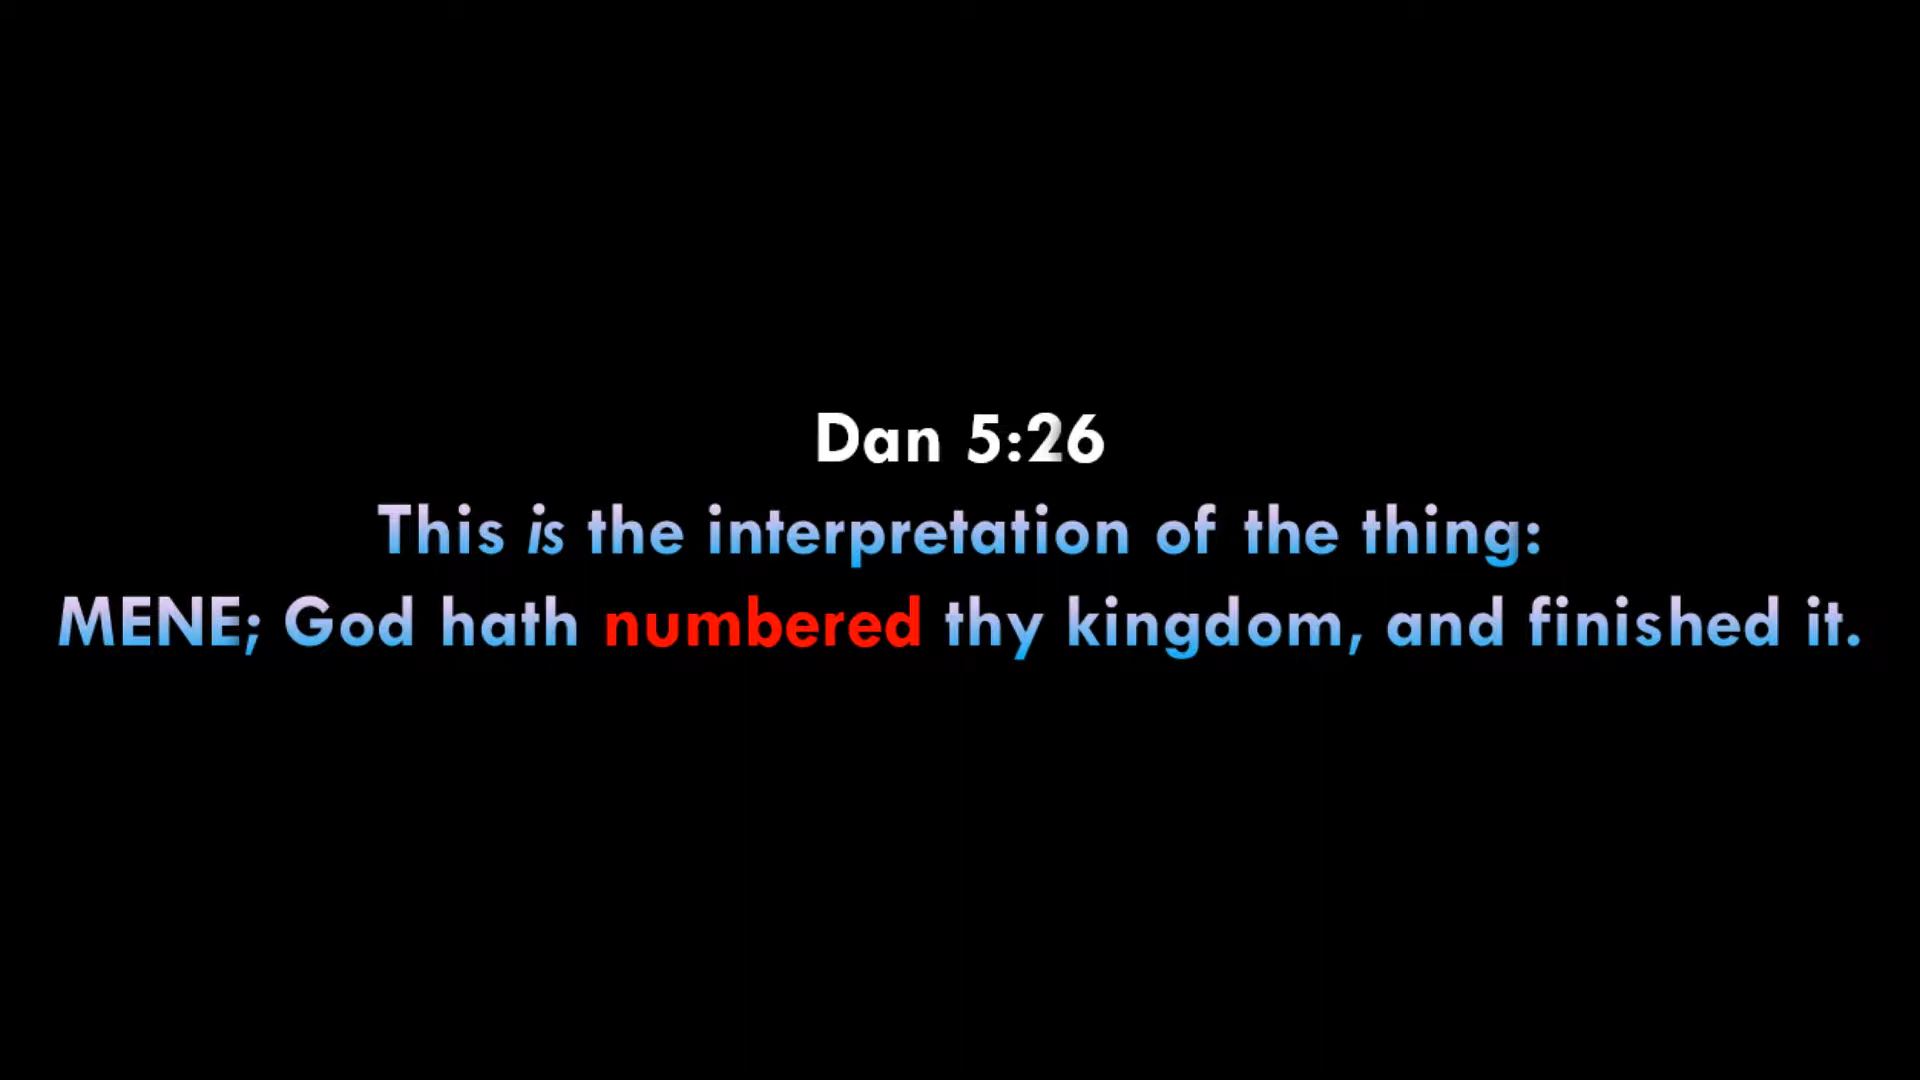 Dan 5:26
This is the interpretation of the thing:
MENE; God hath numbered thy kingdom, and finished it.